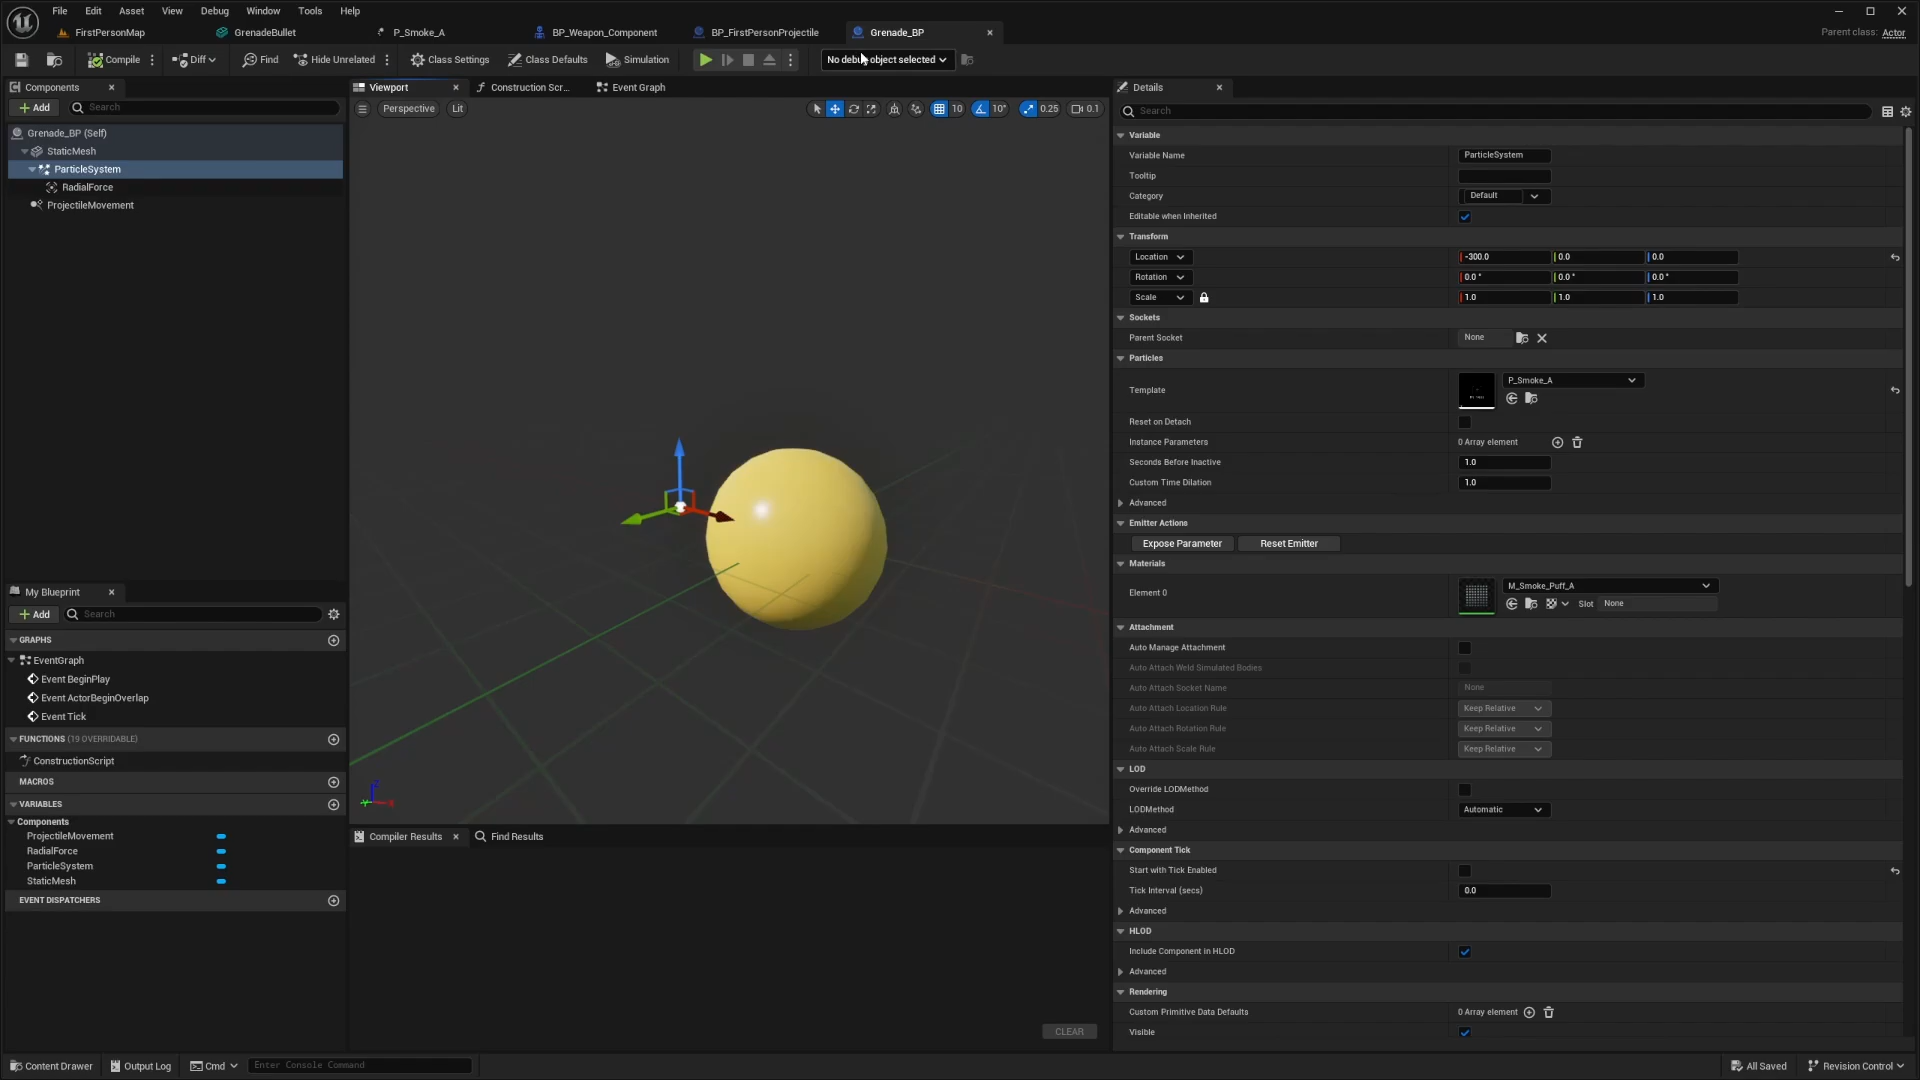 File Edit Asset View Debug Window Tools Help
FirstPersonMap GrenadeBullet P_Smoke_A BP_Weapon_Component BP_FirstPersonProjectile Grenade_BP Parent class: Actor
Compile Diff Find Hide Unrelated Class Settings Class Defaults Simulation No debug object selected
Components Viewport Construction Scr... Event Graph Details
Add Search Perspective Lit 10 10° 0.25 0.1 Search
Grenade_BP (Self)
StaticMesh
ParticleSystem
RadialForce
ProjectileMovement
My Blueprint
Add Search
GRAPHS
EventGraph
Event BeginPlay
Event ActorBeginOverlap
Event Tick
FUNCTIONS (19 OVERRIDABLE)
ConstructionScript
MACROS
VARIABLES
Components
ProjectileMovement
RadialForce
ParticleSystem
StaticMesh
EVENT DISPATCHERS
Compiler Results Find Results
CLEAR
Variable
Variable Name ParticleSystem
Tooltip
Category Default
Editable when Inherited
Transform
Location -300.0 0.0 0.0
Rotation 0.0 ° 0.0 ° 0.0 °
Scale 1.0 1.0 1.0
Sockets
Parent Socket None
Particles
Template P_Smoke_A
Reset on Detach
Instance Parameters 0 Array element
Seconds Before Inactive 1.0
Custom Time Dilation 1.0
Advanced
Emitter Actions
Expose Parameter Reset Emitter
Materials
Element 0 M_Smoke_Puff_A
Slot None
Attachment
Auto Manage Attachment
Auto Attach Weld Simulated Bodies
Auto Attach Socket Name None
Auto Attach Location Rule Keep Relative
Auto Attach Rotation Rule Keep Relative
Auto Attach Scale Rule Keep Relative
LOD
Override LODMethod
LODMethod Automatic
Advanced
Component Tick
Start with Tick Enabled
Tick Interval (secs) 0.0
Advanced
HLOD
Include Component in HLOD
Advanced
Rendering
Custom Primitive Data Defaults 0 Array element
Visible
Content Drawer Output Log Cmd Enter Console Command All Saved Revision Control